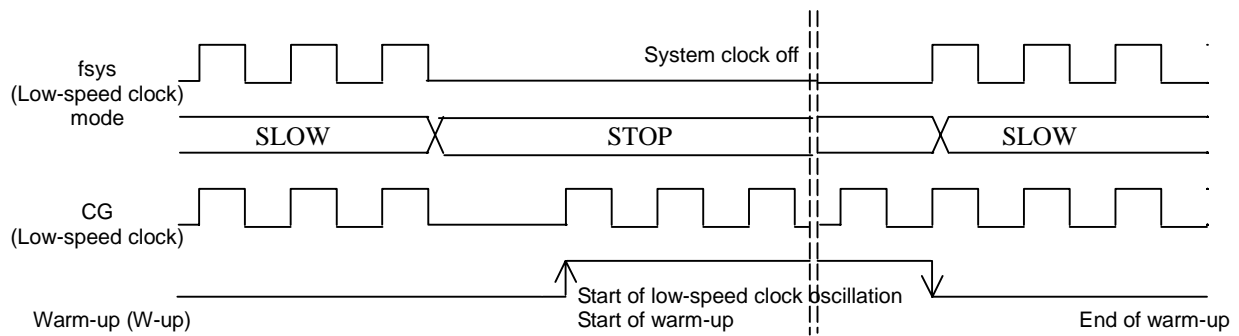 System clock off
fsys
(Low-speed clock)
mode
SLOW
STOP
SLOW
CG
(Low-speed clock)
Start of low-speed clock oscillation
Start of warm-up
Warm-up (W-up)
End of warm-up